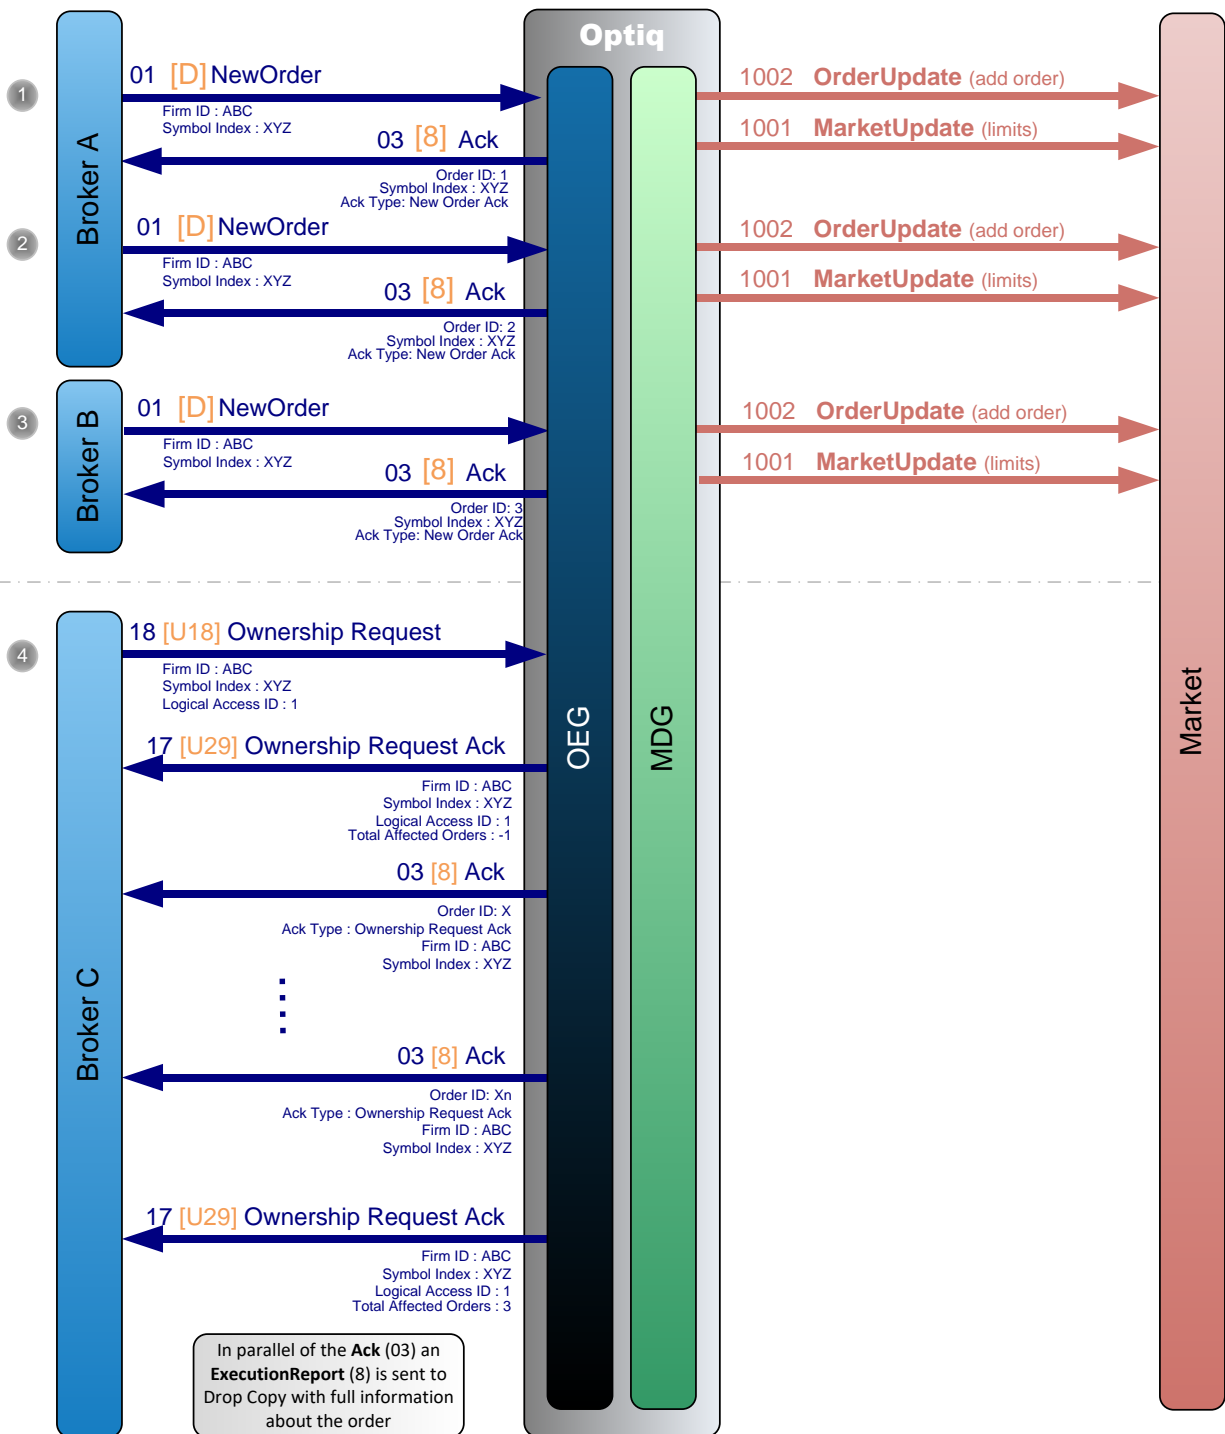 Optiq
Broker A
1
01 [D] NewOrder
Firm ID : ABC
Symbol Index : XYZ
1002 OrderUpdate (add order)
03 [8] Ack
Order ID: 1
Symbol Index : XYZ
Ack Type: New Order Ack
1001 MarketUpdate (limits)
2
01 [D] NewOrder
Firm ID : ABC
Symbol Index : XYZ
1002 OrderUpdate (add order)
03 [8] Ack
Order ID: 2
Symbol Index : XYZ
Ack Type: New Order Ack
1001 MarketUpdate (limits)
Broker B
3
01 [D] NewOrder
Firm ID : ABC
Symbol Index : XYZ
1002 OrderUpdate (add order)
03 [8] Ack
Order ID: 3
Symbol Index : XYZ
Ack Type: New Order Ack
1001 MarketUpdate (limits)
OEG
MDG
Market
Broker C
4
18 [U18] Ownership Request
Firm ID : ABC
Symbol Index : XYZ
Logical Access ID : 1
17 [U29] Ownership Request Ack
Firm ID : ABC
Symbol Index : XYZ
Logical Access ID : 1
Total Affected Orders : -1
03 [8] Ack
Order ID: X
Ack Type : Ownership Request Ack
Firm ID : ABC
Symbol Index : XYZ
03 [8] Ack
Order ID: Xn
Ack Type : Ownership Request Ack
Firm ID : ABC
Symbol Index : XYZ
17 [U29] Ownership Request Ack
Firm ID : ABC
Symbol Index : XYZ
Logical Access ID : 1
Total Affected Orders : 3
In parallel of the Ack (03) an
ExecutionReport (8) is sent to
Drop Copy with full information
about the order